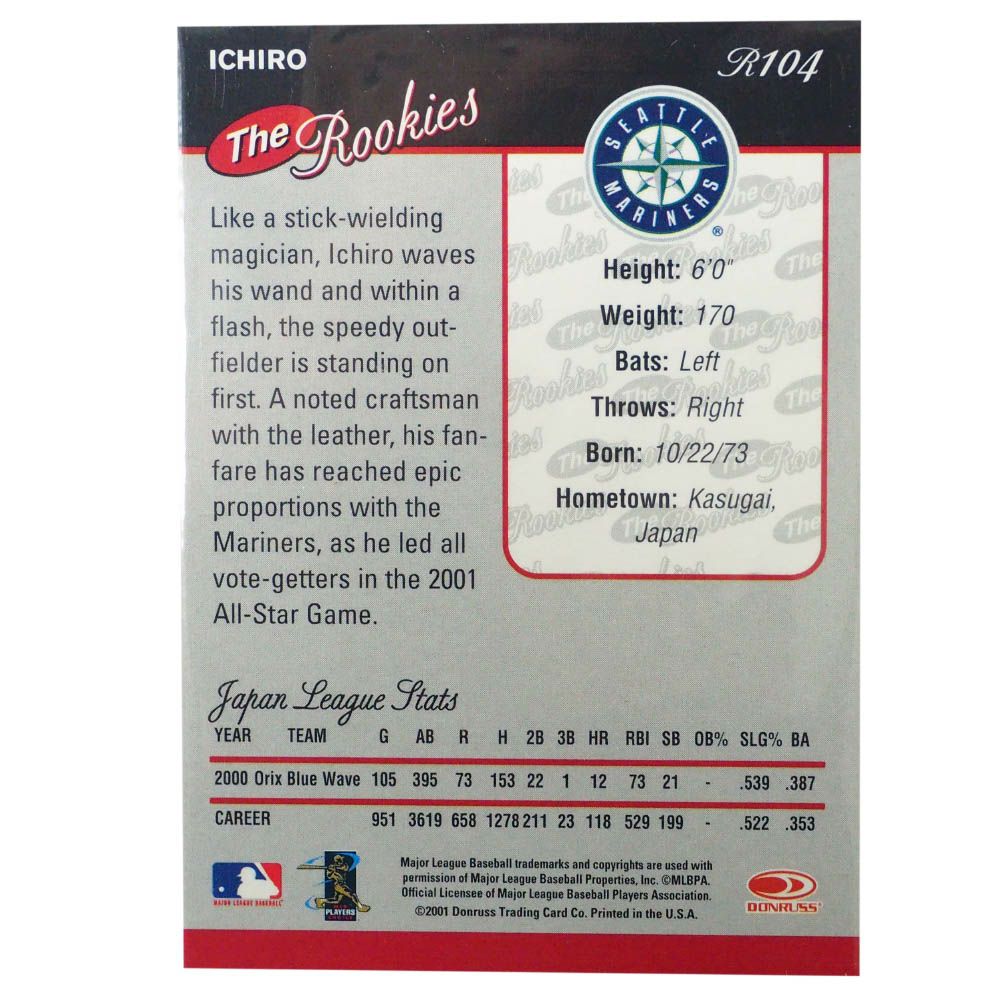 ICHIRO
R104
The Rookies
SEATTLE
MARINERS
®
Like a stick-wielding
magician, Ichiro waves
his wand and within a
flash, the speedy out-
fielder is standing on
first. A noted craftsman
with the leather, his fan-
fare has reached epic
proportions with the
Mariners, as he led all
vote-getters in the 2001
All-Star Game.
Height: 6'0"
Weight: 170
Bats: Left
Throws: Right
Born: 10/22/73
Hometown: Kasugai,
Japan
Japan League Stats
YEAR TEAM G AB R H 2B 3B HR RBI SB OB% SLG% BA
2000 Orix Blue Wave 105 395 73 153 22 1 12 73 21 - .539 .387
CAREER 951 3619 658 1278 211 23 118 529 199 - .522 .353
MAJOR LEAGUE BASEBALL
PLAYERS
CHOICE
Major League Baseball trademarks and copyrights are used with
permission of Major League Baseball Properties, Inc. ©MLBPA.
Official Licensee of Major League Baseball Players Association.
©2001 Donruss Trading Card Co. Printed in the U.S.A.
DONRUSS